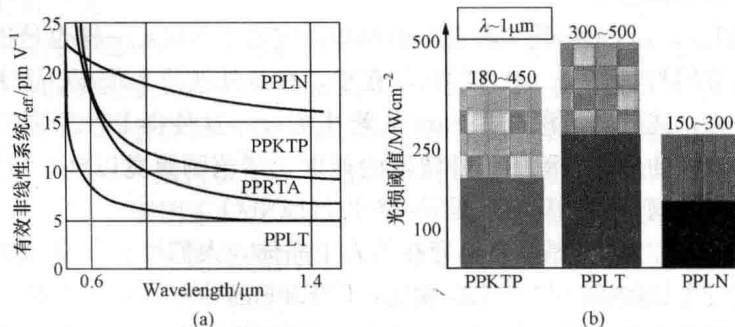 有效非线性系统d_eff/pm V⁻¹
25
20
15
10
5
0
PPLN
PPKTP
PPRTA
PPLT
0.6
1.4
Wavelength/μm
(a)
光损阈值/MWcm⁻²
500
250
100
λ~1μm
180~450
300~500
150~300
PPKTP
PPLT
PPLN
(b)